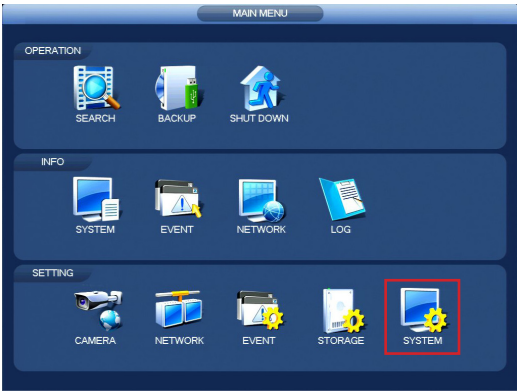 MAIN MENU
OPERATION
SEARCH BACKUP SHUT DOWN
INFO
SYSTEM EVENT NETWORK LOG
SETTING
CAMERA NETWORK EVENT STORAGE SYSTEM